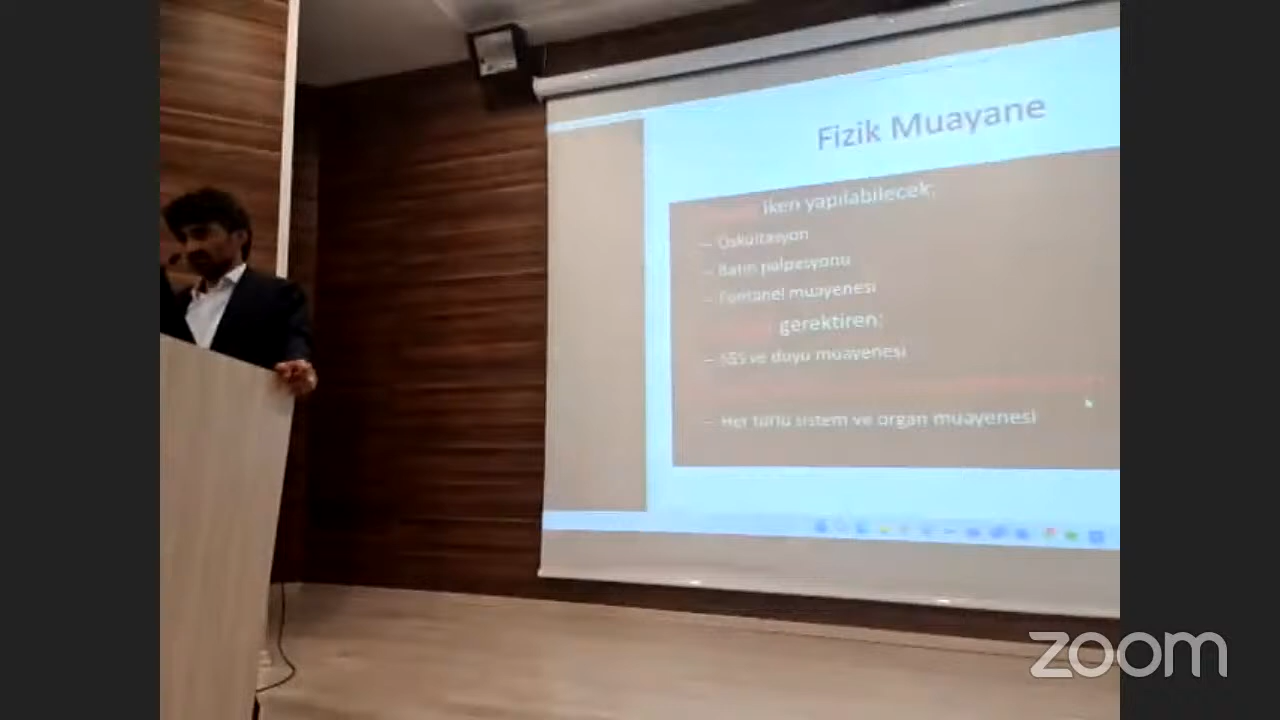 Fizik Muayane
iken yapılabilecek:
– Oskültasyon
– Batın palpasyonu
– Fontanel muayenesi
gerektiren:
– SSS ve duyu muayenesi
– Her türlü sistem ve organ muayenesi
zoom